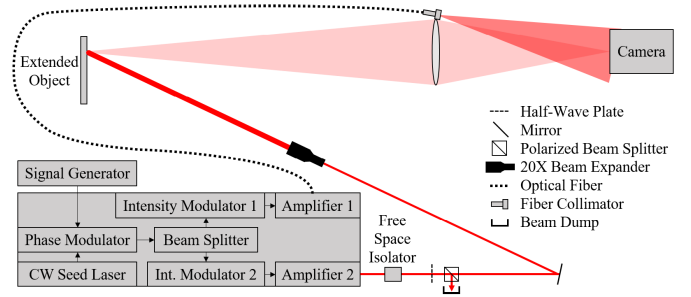 Extended
Object
Camera
Half-Wave Plate
Mirror
Polarized Beam Splitter
20X Beam Expander
Optical Fiber
Fiber Collimator
Beam Dump
Signal Generator
Intensity Modulator 1
Amplifier 1
Phase Modulator
Beam Splitter
CW Seed Laser
Int. Modulator 2
Amplifier 2
Free
Space
Isolator